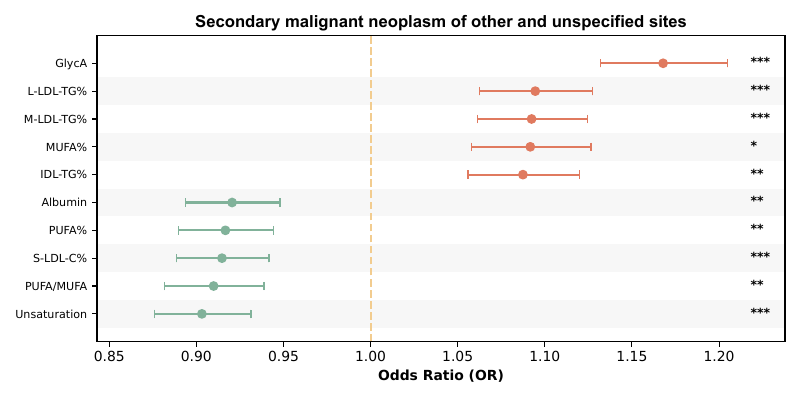 Secondary malignant neoplasm of other and unspecified sites
GlycA ***
L-LDL-TG% ***
M-LDL-TG% ***
MUFA% *
IDL-TG% **
Albumin **
PUFA% **
S-LDL-C% ***
PUFA/MUFA **
Unsaturation ***
0.85 0.90 0.95 1.00 1.05 1.10 1.15 1.20
Odds Ratio (OR)